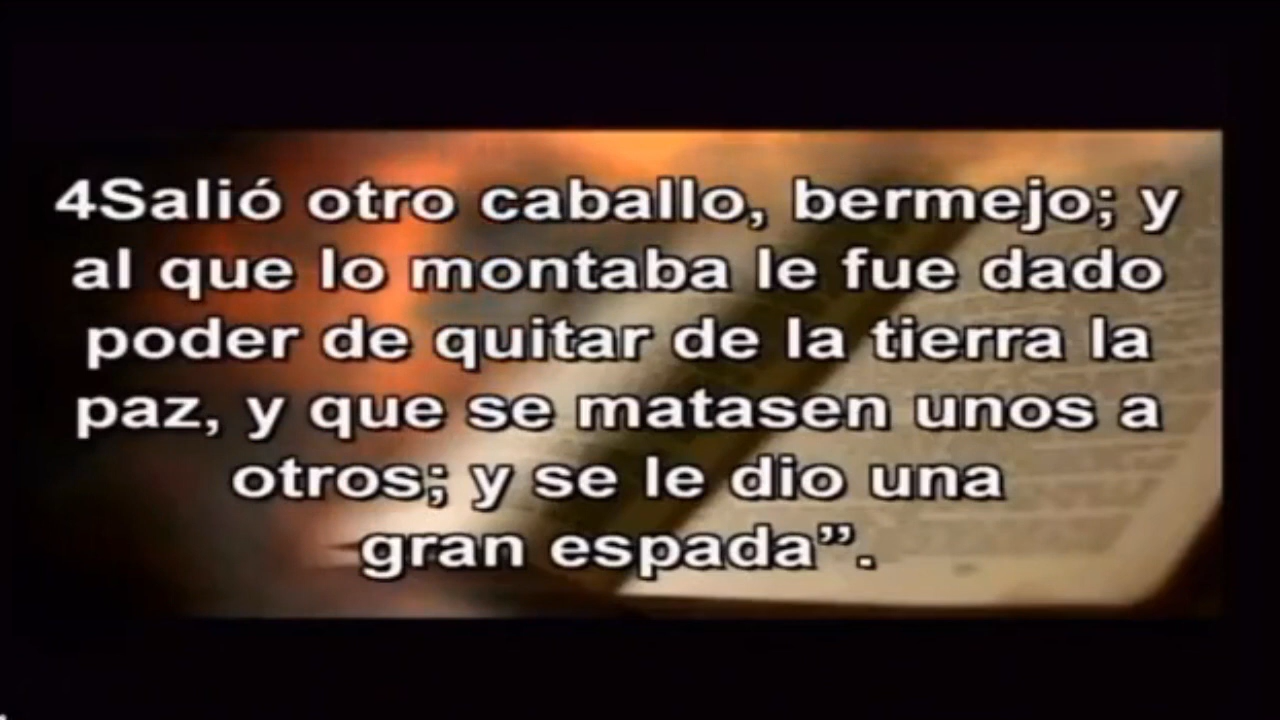 4Salió otro caballo, bermejo; y
al que lo montaba le fue dado
poder de quitar de la tierra la
paz, y que se matasen unos a
otros; y se le dio una
gran espada”.